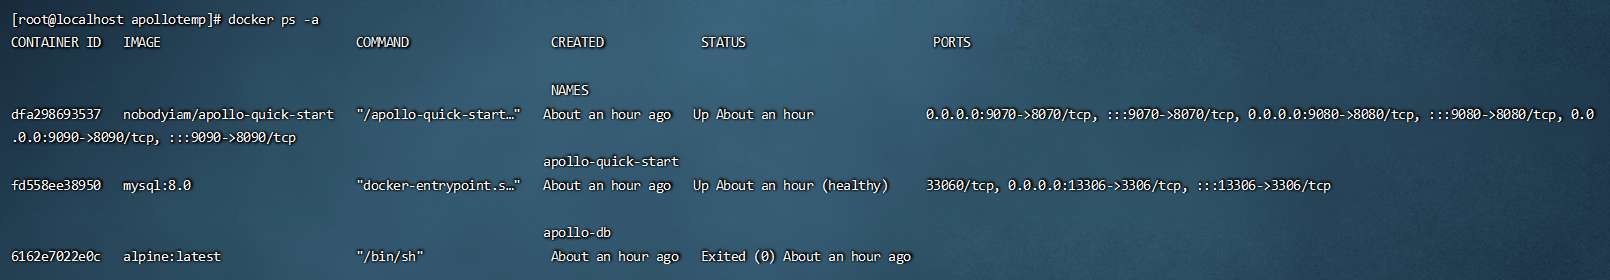 [root@localhost apollotemp]# docker ps -a
CONTAINER ID   IMAGE                          COMMAND                   CREATED             STATUS                         PORTS
NAMES
dfa298693537   nobodyiam/apollo-quick-start   "/apollo-quick-start…"   About an hour ago   Up About an hour               0.0.0.0:9070->8070/tcp, :::9070->8070/tcp, 0.0.0.0:9080->8080/tcp, :::9080->8080/tcp, 0.0
.0.0:9090->8090/tcp, :::9090->8090/tcp
apollo-quick-start
fd558ee38950   mysql:8.0                      "docker-entrypoint.s…"   About an hour ago   Up About an hour (healthy)     33060/tcp, 0.0.0.0:13306->3306/tcp, :::13306->3306/tcp
apollo-db
6162e7022e0c   alpine:latest                  "/bin/sh"                 About an hour ago   Exited (0) About an hour ago